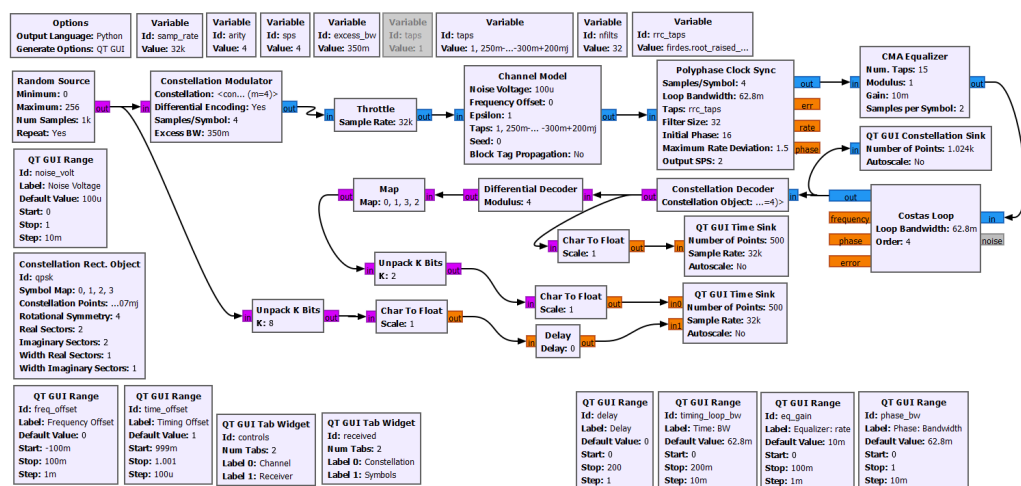 Options
Output Language: Python
Generate Options: QT GUI
Variable
Id: samp_rate
Value: 32k
Variable
Id: arity
Value: 4
Variable
Id: sps
Value: 4
Variable
Id: excess_bw
Value: 350m
Variable
Id: taps
Value: 1
Variable
Id: taps
Value: 1, 250m-...-300m+200mj
Variable
Id: nfilts
Value: 32
Variable
Id: rrc_taps
Value: firdes.root_raised_...
Random Source
Minimum: 0
Maximum: 256
Num Samples: 1k
Repeat: Yes
out
in
Constellation Modulator
Constellation: <con... (m=4)>
Differential Encoding: Yes
Samples/Symbol: 4
Excess BW: 350m
out
in
Throttle
Sample Rate: 32k
out
in
Channel Model
Noise Voltage: 100u
Frequency Offset: 0
Epsilon: 1
Taps: 1, 250m-... -300m+200mj
Seed: 0
Block Tag Propagation: No
out
in
Polyphase Clock Sync
Samples/Symbol: 4
Loop Bandwidth: 62.8m
Taps: rrc_taps
Filter Size: 32
Initial Phase: 16
Maximum Rate Deviation: 1.5
Output SPS: 2
out
err
rate
phase
in
CMA Equalizer
Num. Taps: 15
Modulus: 1
Gain: 10m
Samples per Symbol: 2
out
in
QT GUI Constellation Sink
Number of Points: 1.024k
Autoscale: No
QT GUI Range
Id: noise_volt
Label: Noise Voltage
Default Value: 100u
Start: 0
Stop: 1
Step: 10m
out
Map
Map: 0, 1, 3, 2
in
out
Differential Decoder
Modulus: 4
in
out
Constellation Decoder
Constellation Object: ...=4)>
in
out
frequency
phase
error
Costas Loop
Loop Bandwidth: 62.8m
Order: 4
in
noise
in
Char To Float
Scale: 1
out
in
QT GUI Time Sink
Number of Points: 500
Sample Rate: 32k
Autoscale: No
Constellation Rect. Object
Id: qpsk
Symbol Map: 0, 1, 2, 3
Constellation Points: ...07mj
Rotational Symmetry: 4
Real Sectors: 2
Imaginary Sectors: 2
Width Real Sectors: 1
Width Imaginary Sectors: 1
in
Unpack K Bits
K: 2
out
in
Char To Float
Scale: 1
out
in0
in1
QT GUI Time Sink
Number of Points: 500
Sample Rate: 32k
Autoscale: No
in
Unpack K Bits
K: 8
out
in
Char To Float
Scale: 1
out
in
Delay
Delay: 0
out
QT GUI Range
Id: freq_offset
Label: Frequency Offset
Default Value: 0
Start: -100m
Stop: 100m
Step: 1m
QT GUI Range
Id: time_offset
Label: Timing Offset
Default Value: 1
Start: 999m
Stop: 1.001
Step: 100u
QT GUI Tab Widget
Id: controls
Num Tabs: 2
Label 0: Channel
Label 1: Receiver
QT GUI Tab Widget
Id: received
Num Tabs: 2
Label 0: Constellation
Label 1: Symbols
QT GUI Range
Id: delay
Label: Delay
Default Value: 0
Start: 0
Stop: 200
Step: 1
QT GUI Range
Id: timing_loop_bw
Label: Time: BW
Default Value: 62.8m
Start: 0
Stop: 200m
Step: 10m
QT GUI Range
Id: eq_gain
Label: Equalizer: rate
Default Value: 10m
Start: 0
Stop: 100m
Step: 1m
QT GUI Range
Id: phase_bw
Label: Phase: Bandwidth
Default Value: 62.8m
Start: 0
Stop: 1
Step: 10m